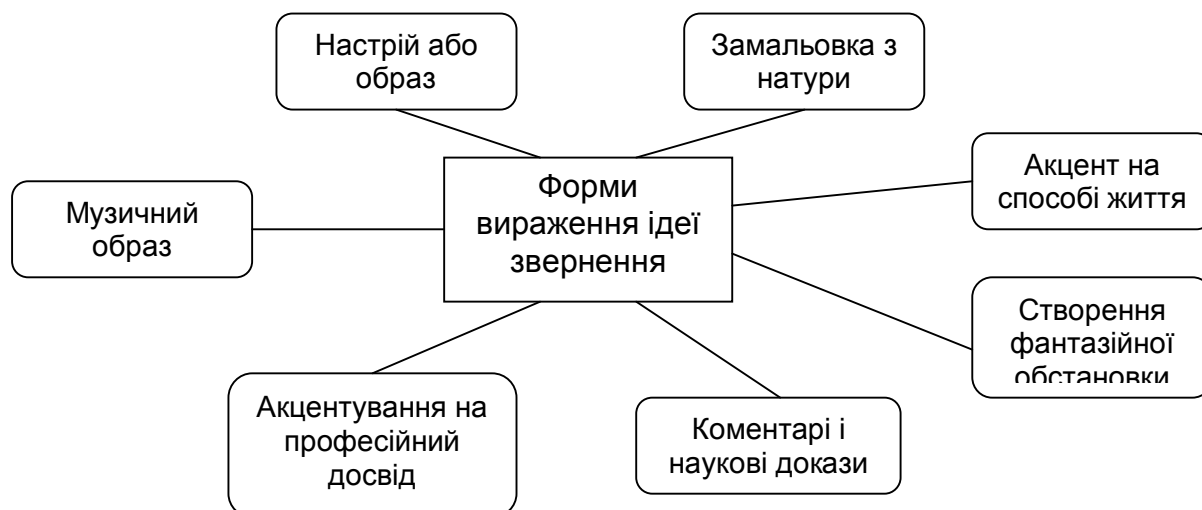 Настрій або
образ
Замальовка з
натури
Форми
вираження ідеї
звернення
Акцент на
способі життя
Музичний
образ
Створення
фантазійної
обстановки
Акцентування на
професійний
досвід
Коментарі і
наукові докази